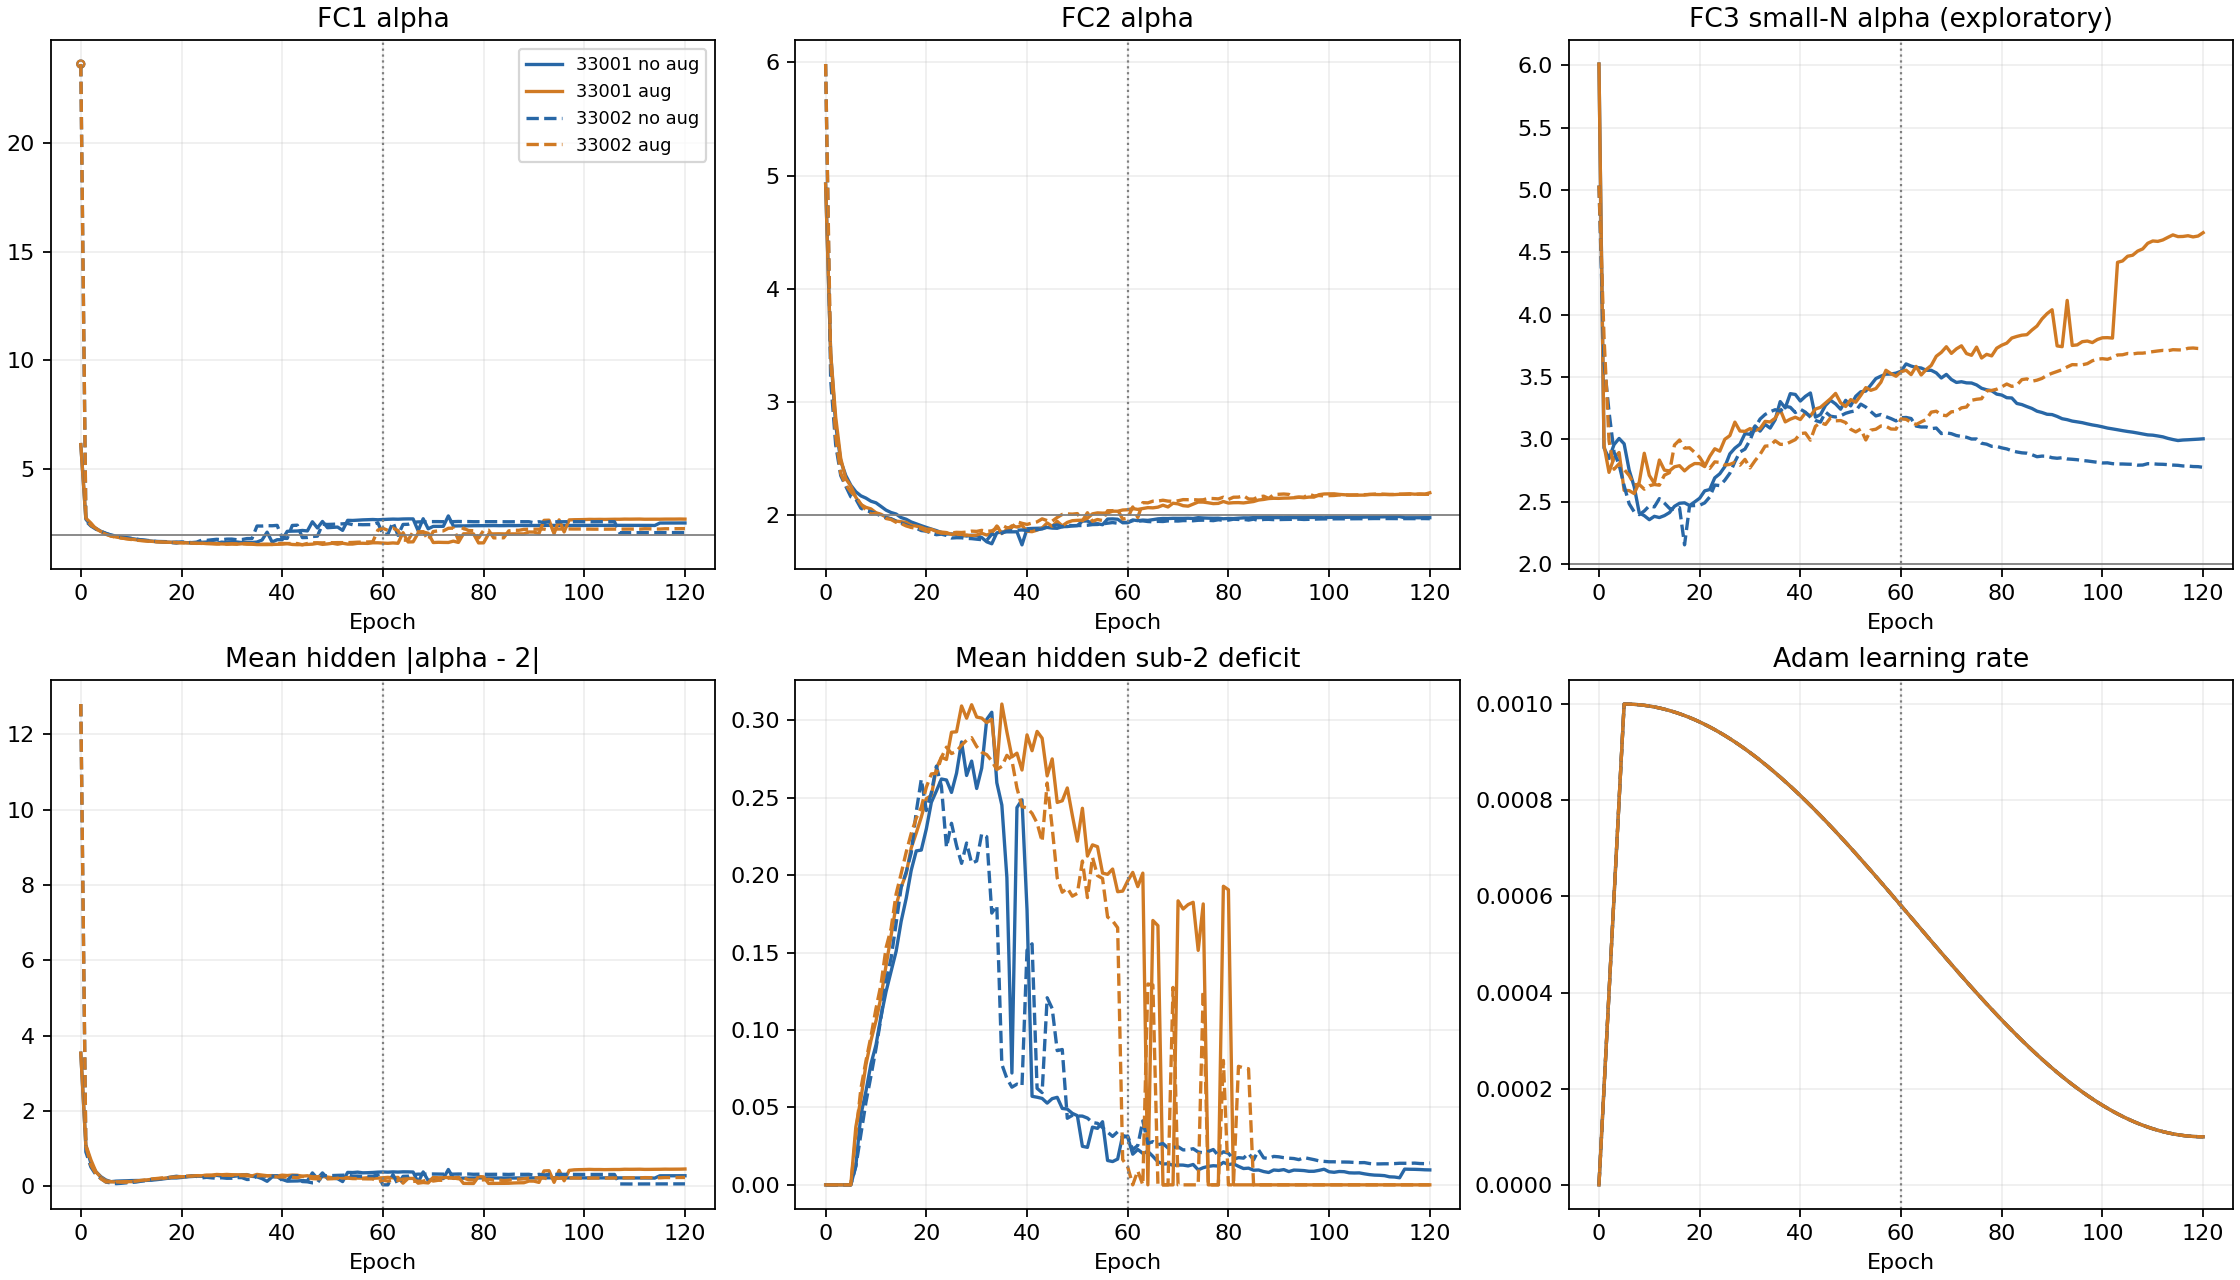 FC1 alpha
20
15
10
5
0 20 40 60 80 100 120
Epoch
33001 no aug
33001 aug
33002 no aug
33002 aug
FC2 alpha
6
5
4
3
2
0 20 40 60 80 100 120
Epoch
FC3 small-N alpha (exploratory)
6.0
5.5
5.0
4.5
4.0
3.5
3.0
2.5
2.0
0 20 40 60 80 100 120
Epoch
Mean hidden |alpha - 2|
12
10
8
6
4
2
0
0 20 40 60 80 100 120
Epoch
Mean hidden sub-2 deficit
0.30
0.25
0.20
0.15
0.10
0.05
0.00
0 20 40 60 80 100 120
Epoch
Adam learning rate
0.0010
0.0008
0.0006
0.0004
0.0002
0.0000
0 20 40 60 80 100 120
Epoch